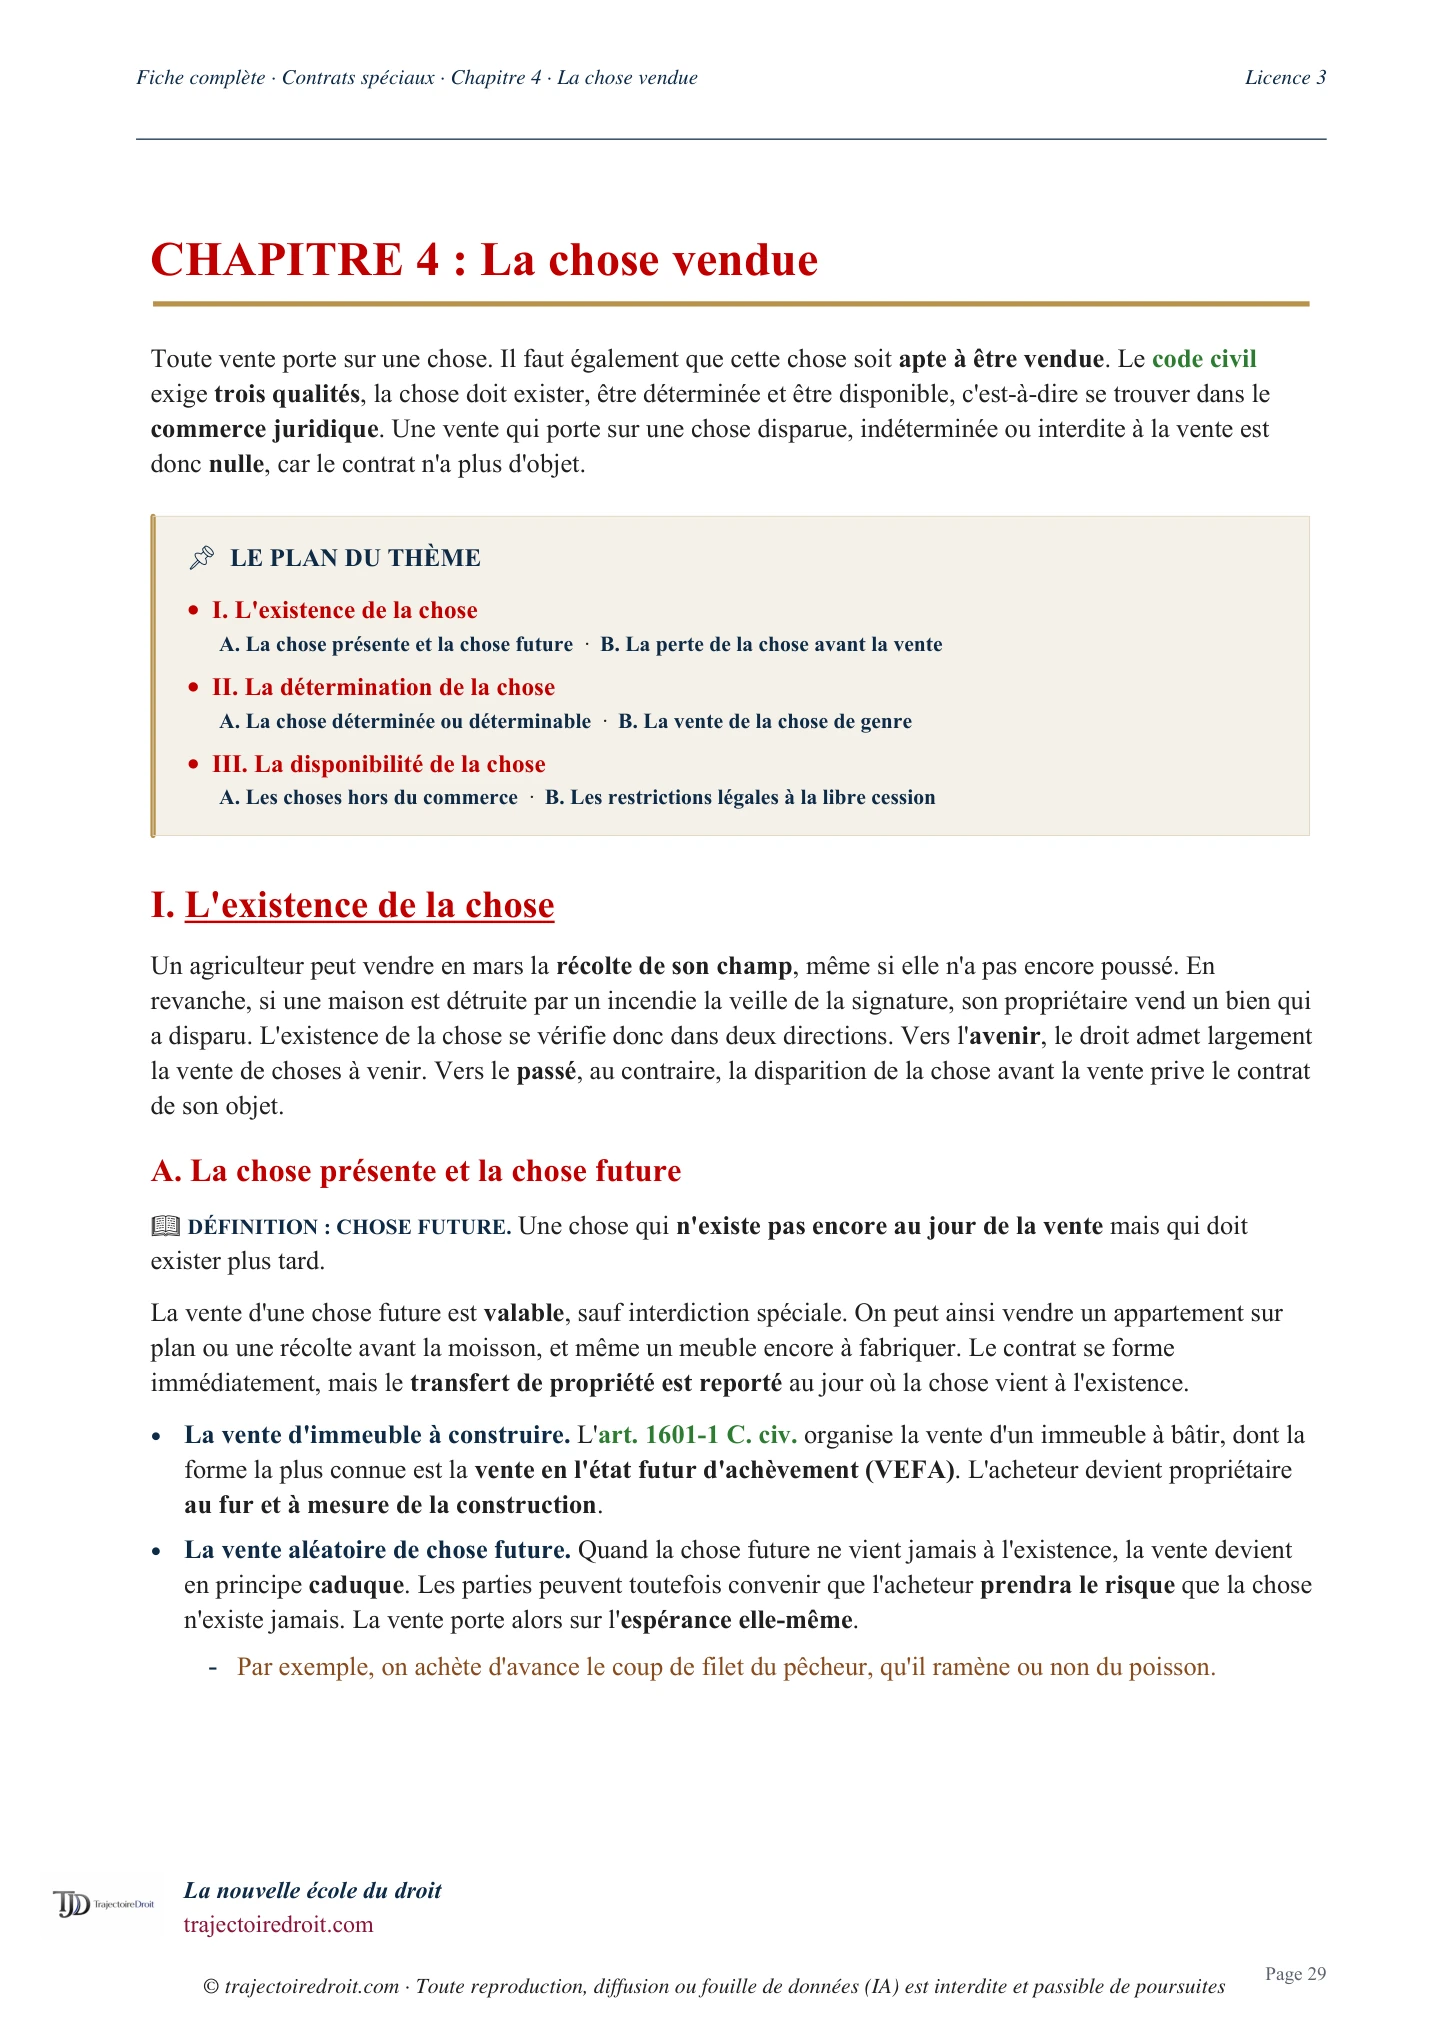 Fiche complète · Contrats spéciaux · Chapitre 4 · La chose vendue
Licence 3
CHAPITRE 4 : La chose vendue
Toute vente porte sur une chose. Il faut également que cette chose soit apte à être vendue. Le code civil
exige trois qualités, la chose doit exister, être déterminée et être disponible, c'est-à-dire se trouver dans le
commerce juridique. Une vente qui porte sur une chose disparue, indéterminée ou interdite à la vente est
donc nulle, car le contrat n'a plus d'objet.
LE PLAN DU THÈME
• I. L'existence de la chose
A. La chose présente et la chose future · B. La perte de la chose avant la vente
• II. La détermination de la chose
A. La chose déterminée ou déterminable · B. La vente de la chose de genre
• III. La disponibilité de la chose
A. Les choses hors du commerce · B. Les restrictions légales à la libre cession
I. L'existence de la chose
Un agriculteur peut vendre en mars la récolte de son champ, même si elle n'a pas encore poussé. En
revanche, si une maison est détruite par un incendie la veille de la signature, son propriétaire vend un bien qui
a disparu. L'existence de la chose se vérifie donc dans deux directions. Vers l'avenir, le droit admet largement
la vente de choses à venir. Vers le passé, au contraire, la disparition de la chose avant la vente prive le contrat
de son objet.
A. La chose présente et la chose future
DÉFINITION : CHOSE FUTURE. Une chose qui n'existe pas encore au jour de la vente mais qui doit
exister plus tard.
La vente d'une chose future est valable, sauf interdiction spéciale. On peut ainsi vendre un appartement sur
plan ou une récolte avant la moisson, et même un meuble encore à fabriquer. Le contrat se forme
immédiatement, mais le transfert de propriété est reporté au jour où la chose vient à l'existence.
• La vente d'immeuble à construire. L'art. 1601-1 C. civ. organise la vente d'un immeuble à bâtir, dont la
forme la plus connue est la vente en l'état futur d'achèvement (VEFA). L'acheteur devient propriétaire
au fur et à mesure de la construction.
• La vente aléatoire de chose future. Quand la chose future ne vient jamais à l'existence, la vente devient
en principe caduque. Les parties peuvent toutefois convenir que l'acheteur prendra le risque que la chose
n'existe jamais. La vente porte alors sur l'espérance elle-même.
- Par exemple, on achète d'avance le coup de filet du pêcheur, qu'il ramène ou non du poisson.
TJD TrajectoireDroit
La nouvelle école du droit
trajectoiredroit.com
© trajectoiredroit.com · Toute reproduction, diffusion ou fouille de données (IA) est interdite et passible de poursuites
Page 29